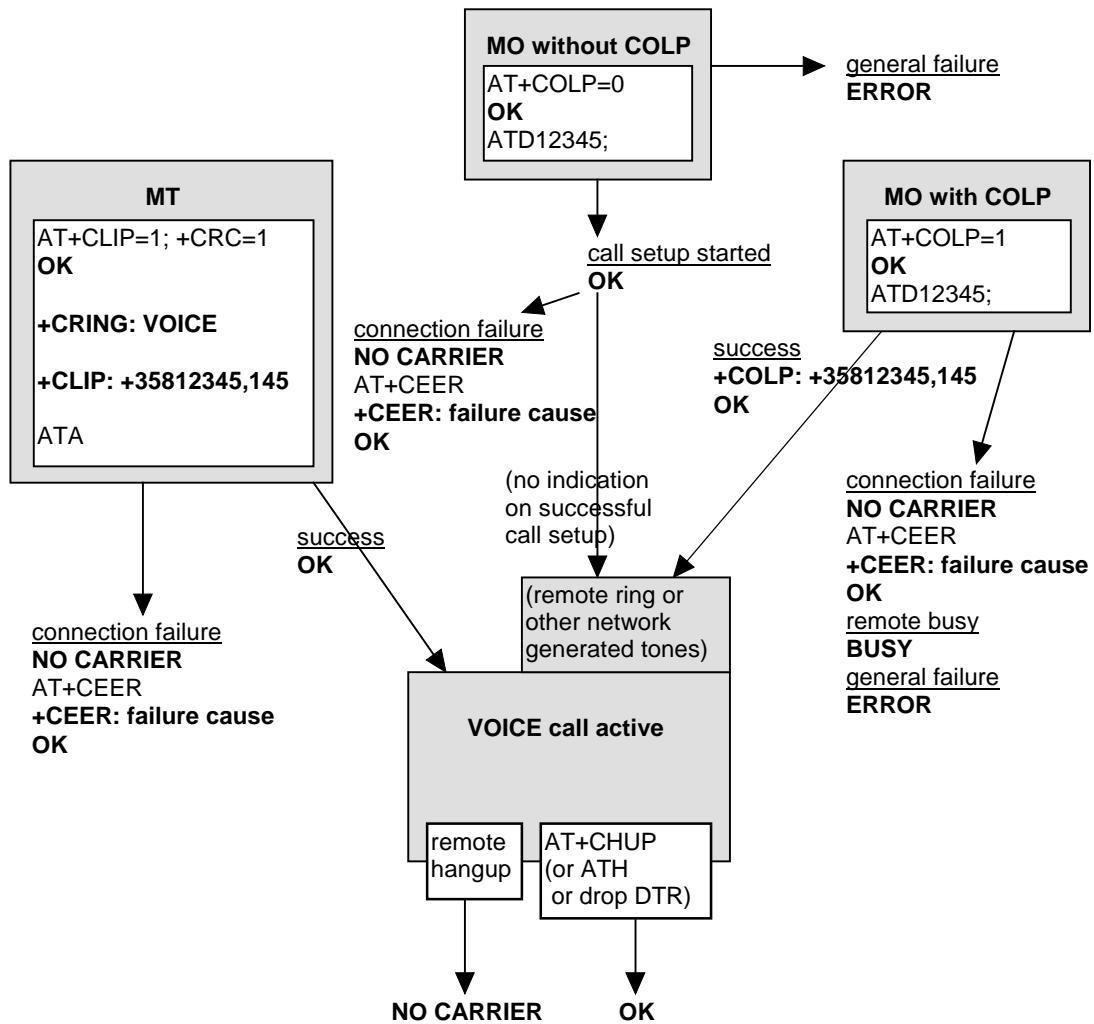 MO without COLP
AT+COLP=0
OK
ATD12345;
general failure
ERROR
MT
AT+CLIP=1; +CRC=1
OK
+CRING: VOICE
+CLIP: +35812345,145
ATA
MO with COLP
AT+COLP=1
OK
ATD12345;
call setup started
OK
connection failure
NO CARRIER
AT+CEER
+CEER: failure cause
OK
success
+COLP: +35812345,145
OK
(no indication
on successful
call setup)
success
OK
connection failure
NO CARRIER
AT+CEER
+CEER: failure cause
OK
remote busy
BUSY
general failure
ERROR
connection failure
NO CARRIER
AT+CEER
+CEER: failure cause
OK
(remote ring or
other network
generated tones)
VOICE call active
remote
hangup
AT+CHUP
(or ATH
or drop DTR)
NO CARRIER
OK